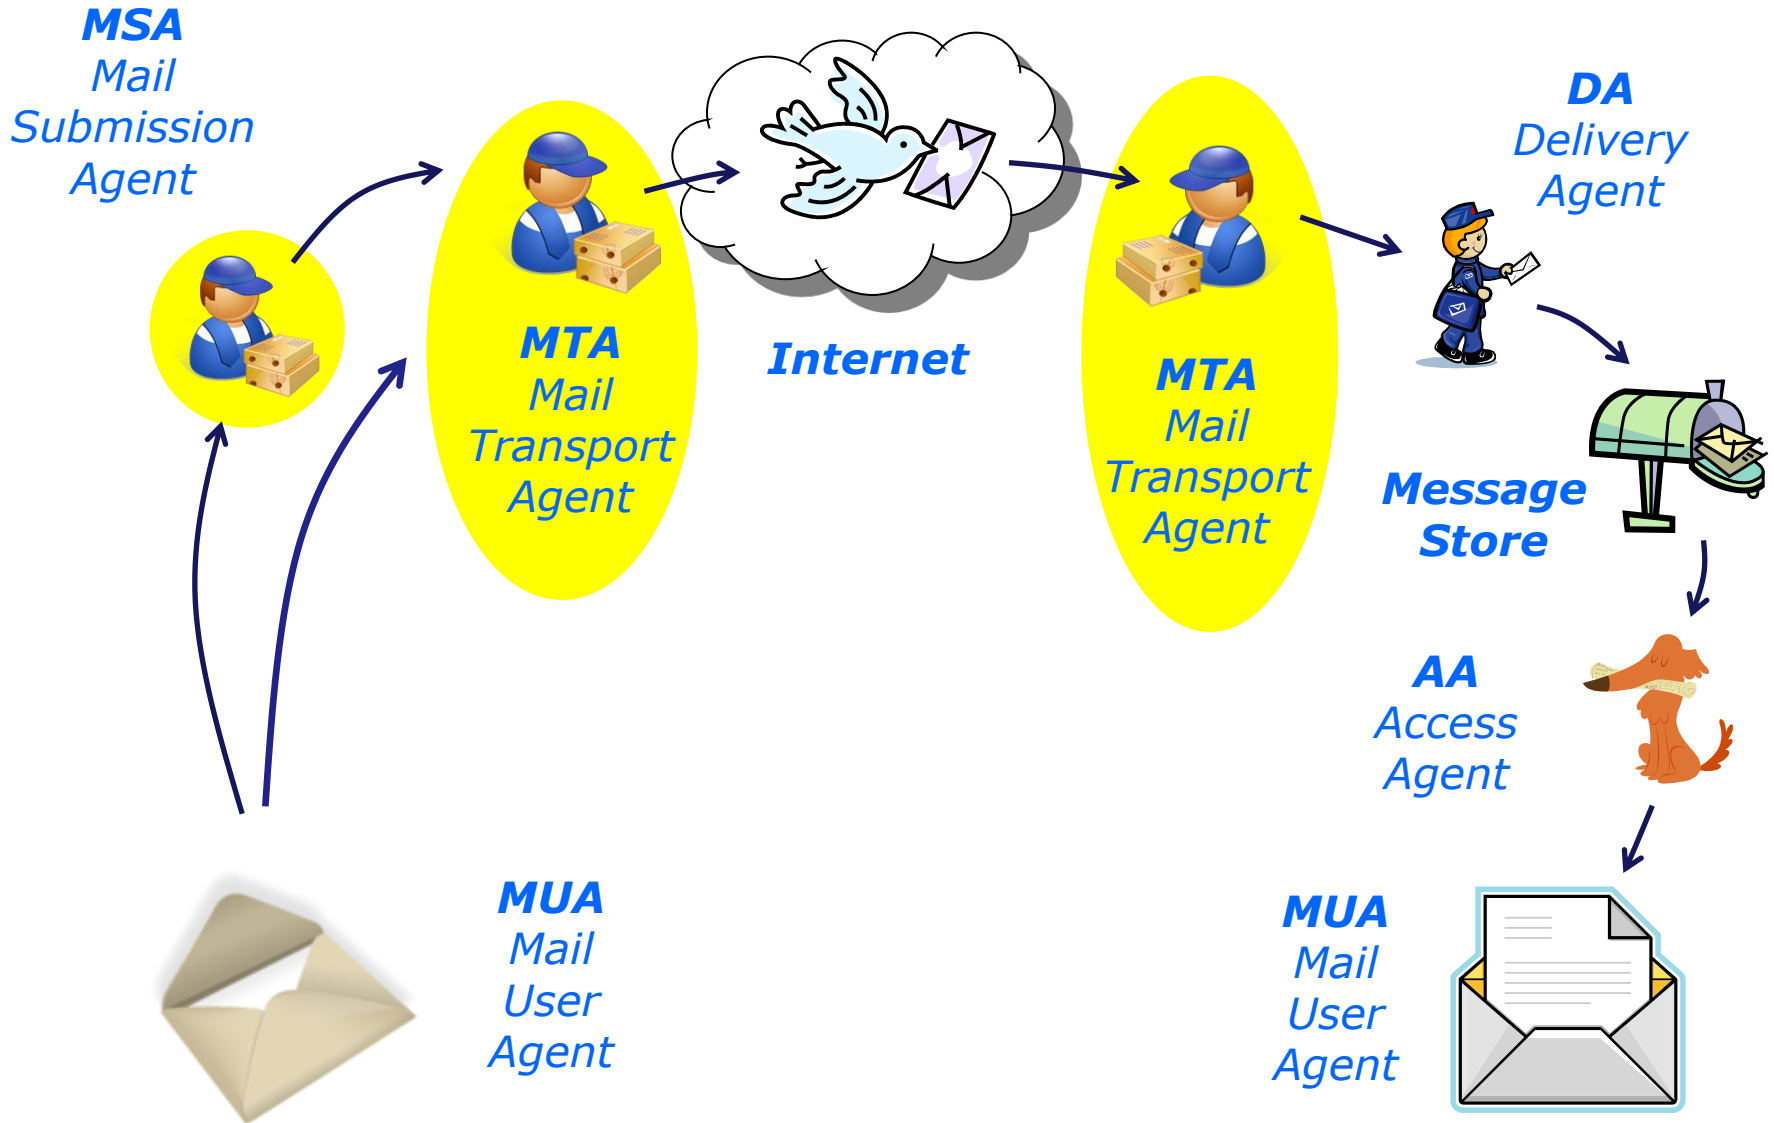 MSA
Mail
Submission
Agent
MTA
Mail
Transport
Agent
Internet
MTA
Mail
Transport
Agent
DA
Delivery
Agent
Message
Store
AA
Access
Agent
MUA
Mail
User
Agent
MUA
Mail
User
Agent